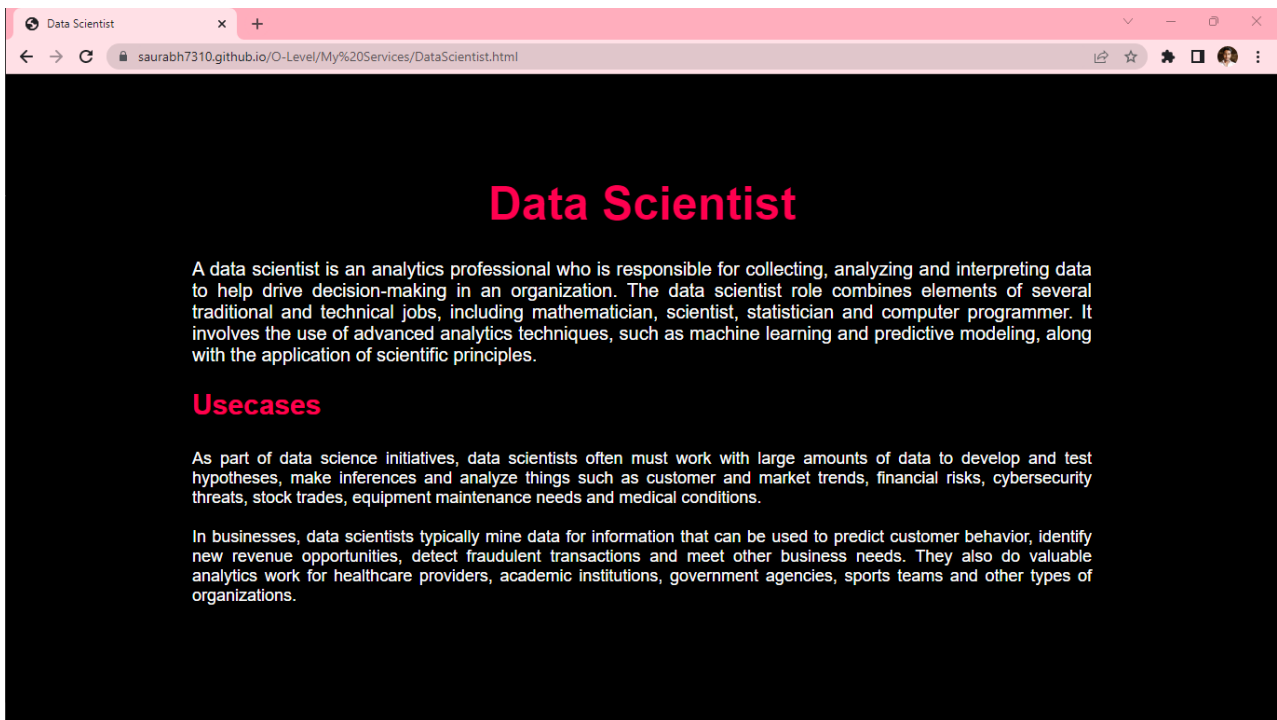 Data Scientist
saurabh7310.github.io/O-Level/My%20Services/DataScientist.html
Data Scientist
A data scientist is an analytics professional who is responsible for collecting, analyzing and interpreting data
to help drive decision-making in an organization. The data scientist role combines elements of several
traditional and technical jobs, including mathematician, scientist, statistician and computer programmer. It
involves the use of advanced analytics techniques, such as machine learning and predictive modeling, along
with the application of scientific principles.
Usecases
As part of data science initiatives, data scientists often must work with large amounts of data to develop and test
hypotheses, make inferences and analyze things such as customer and market trends, financial risks, cybersecurity
threats, stock trades, equipment maintenance needs and medical conditions.
In businesses, data scientists typically mine data for information that can be used to predict customer behavior, identify
new revenue opportunities, detect fraudulent transactions and meet other business needs. They also do valuable
analytics work for healthcare providers, academic institutions, government agencies, sports teams and other types of
organizations.